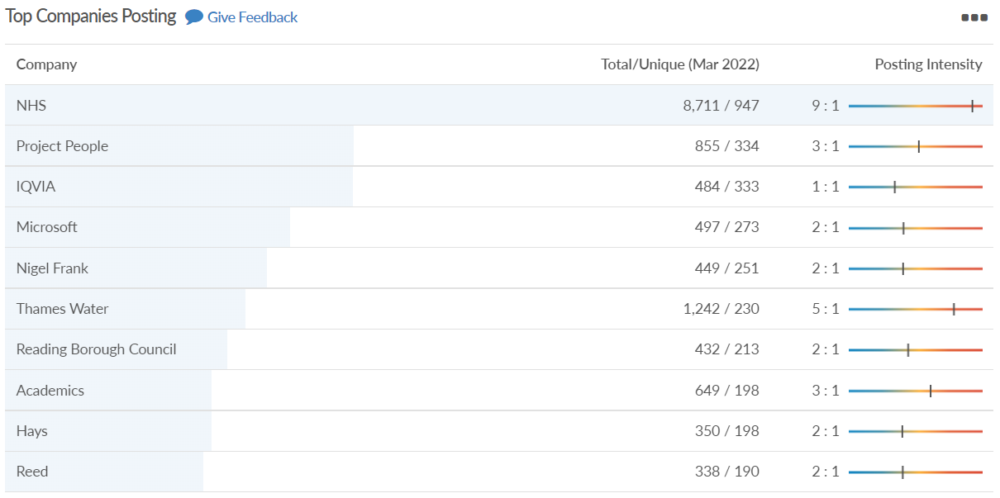 Top Companies Posting Give Feedback
Company Total/Unique (Mar 2022) Posting Intensity
NHS 8,711 / 947 9 : 1
Project People 855 / 334 3 : 1
IQVIA 484 / 333 1 : 1
Microsoft 497 / 273 2 : 1
Nigel Frank 449 / 251 2 : 1
Thames Water 1,242 / 230 5 : 1
Reading Borough Council 432 / 213 2 : 1
Academics 649 / 198 3 : 1
Hays 350 / 198 2 : 1
Reed 338 / 190 2 : 1